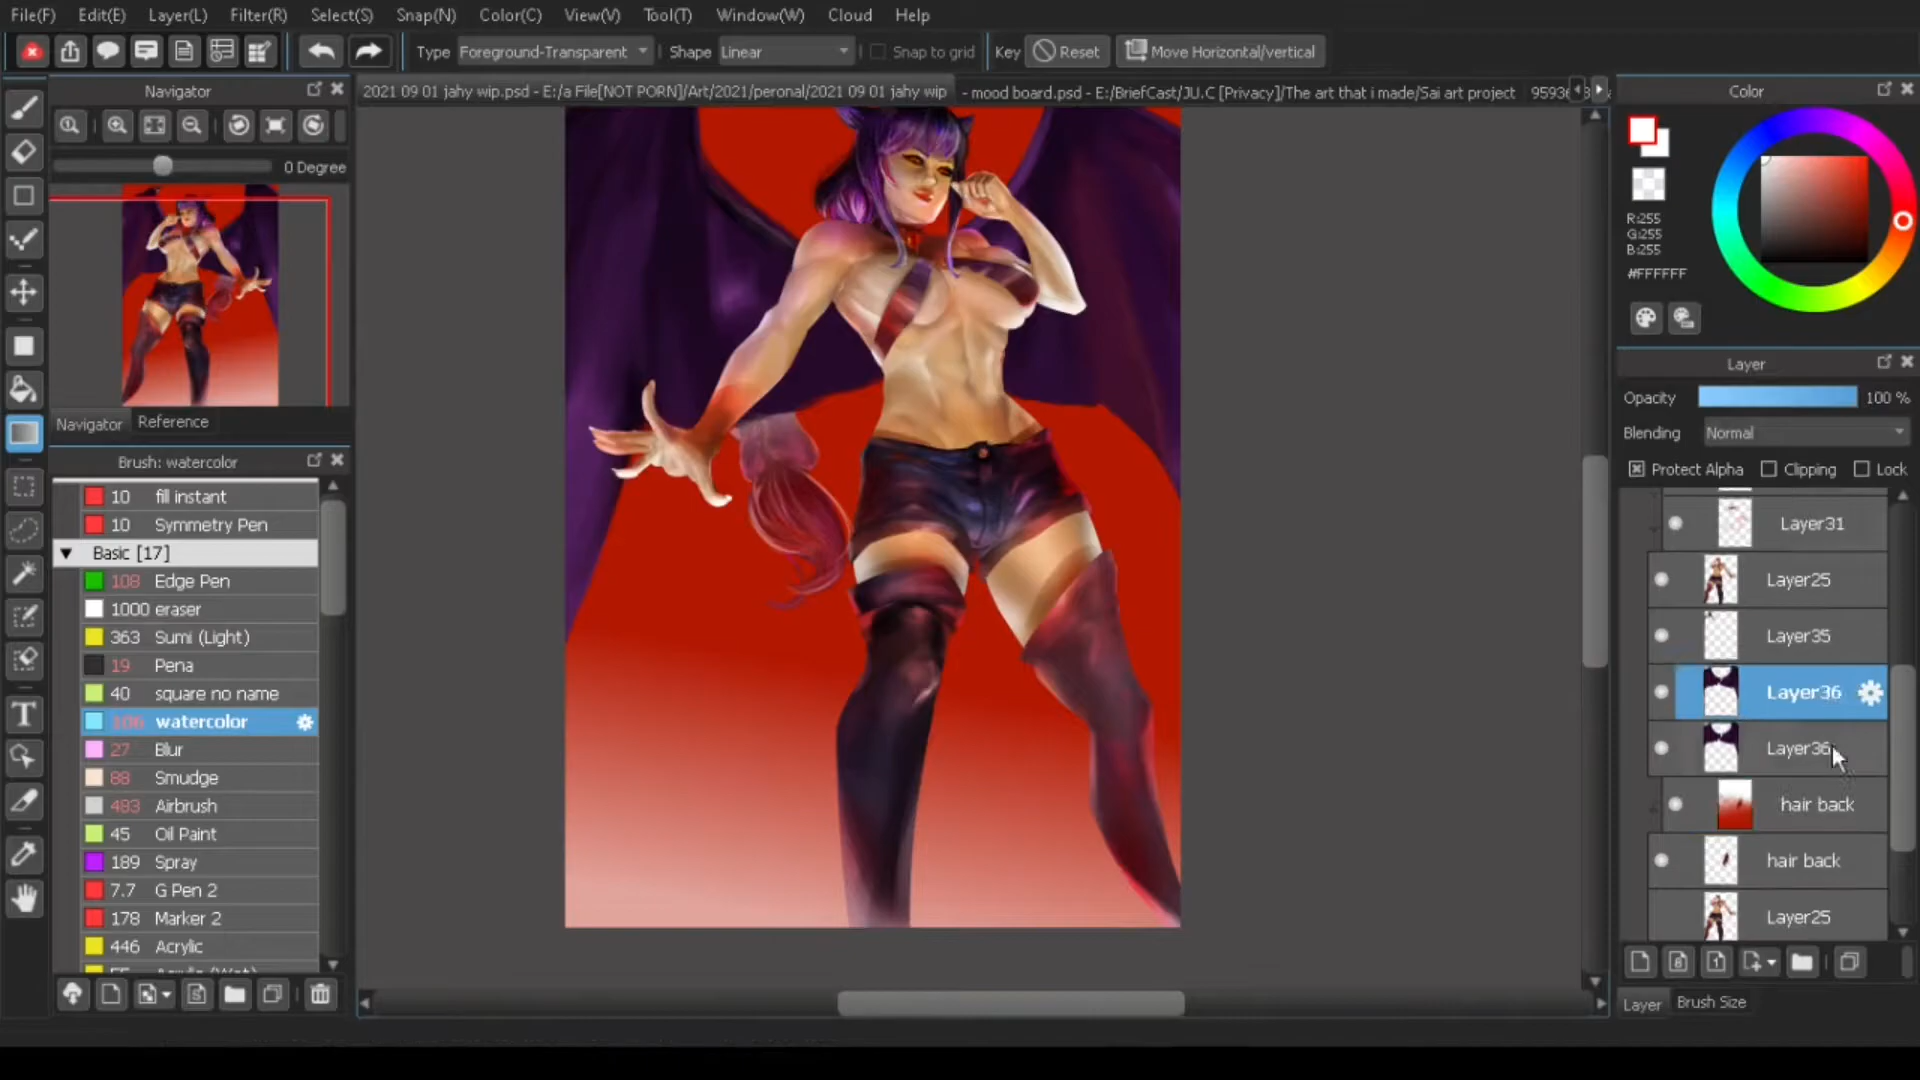 File(F) Edit(E) Layer(L) Filter(R) Select(S) Snap(N) Color(C) View(V) Tool(T) Window(W) Cloud Help
Type Foreground-Transparent Shape Linear Snap to grid Key Reset Move Horizontal/vertical
Navigator
2021 09 01 jahy wip.psd - E:/a File[NOT PORN]/Art/2021/peronal/2021 09 01 jahy wip
- mood board.psd - E:/BriefCast/JU.C [Privacy]/The art that i made/Sai art project
0 Degree
Navigator Reference
Brush: watercolor
10 fill instant
10 Symmetry Pen
Basic [17]
108 Edge Pen
1000 eraser
363 Sumi (Light)
19 Pena
40 square no name
106 watercolor
27 Blur
88 Smudge
483 Airbrush
45 Oil Paint
189 Spray
7.7 G Pen 2
178 Marker 2
446 Acrylic
Color
R:255
G:255
B:255
#FFFFFF
Layer
Opacity 100 %
Blending Normal
Protect Alpha Clipping Lock
Layer31
Layer25
Layer35
Layer36
Layer36
hair back
hair back
Layer25
Layer Brush Size